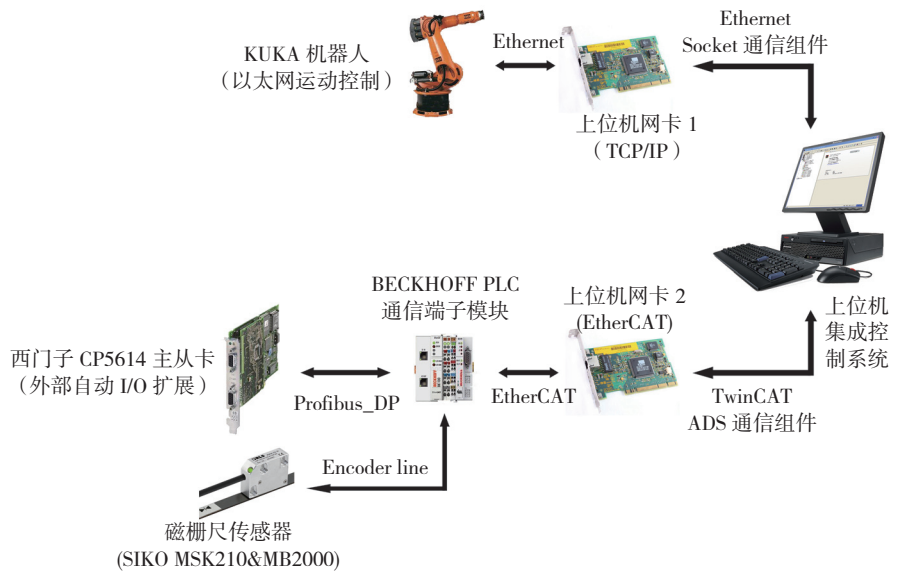 Ethernet
Socket 通信组件
KUKA 机器人
（以太网运动控制）
Ethernet
上位机网卡 1
（TCP/IP）
BECKHOFF PLC
通信端子模块
上位机网卡 2
(EtherCAT)
上位机
集成控
制系统
西门子 CP5614 主从卡
（外部自动 I/O 扩展）
Profibus_DP
EtherCAT
TwinCAT
ADS 通信组件
Encoder line
磁栅尺传感器
(SIKO MSK210&MB2000)